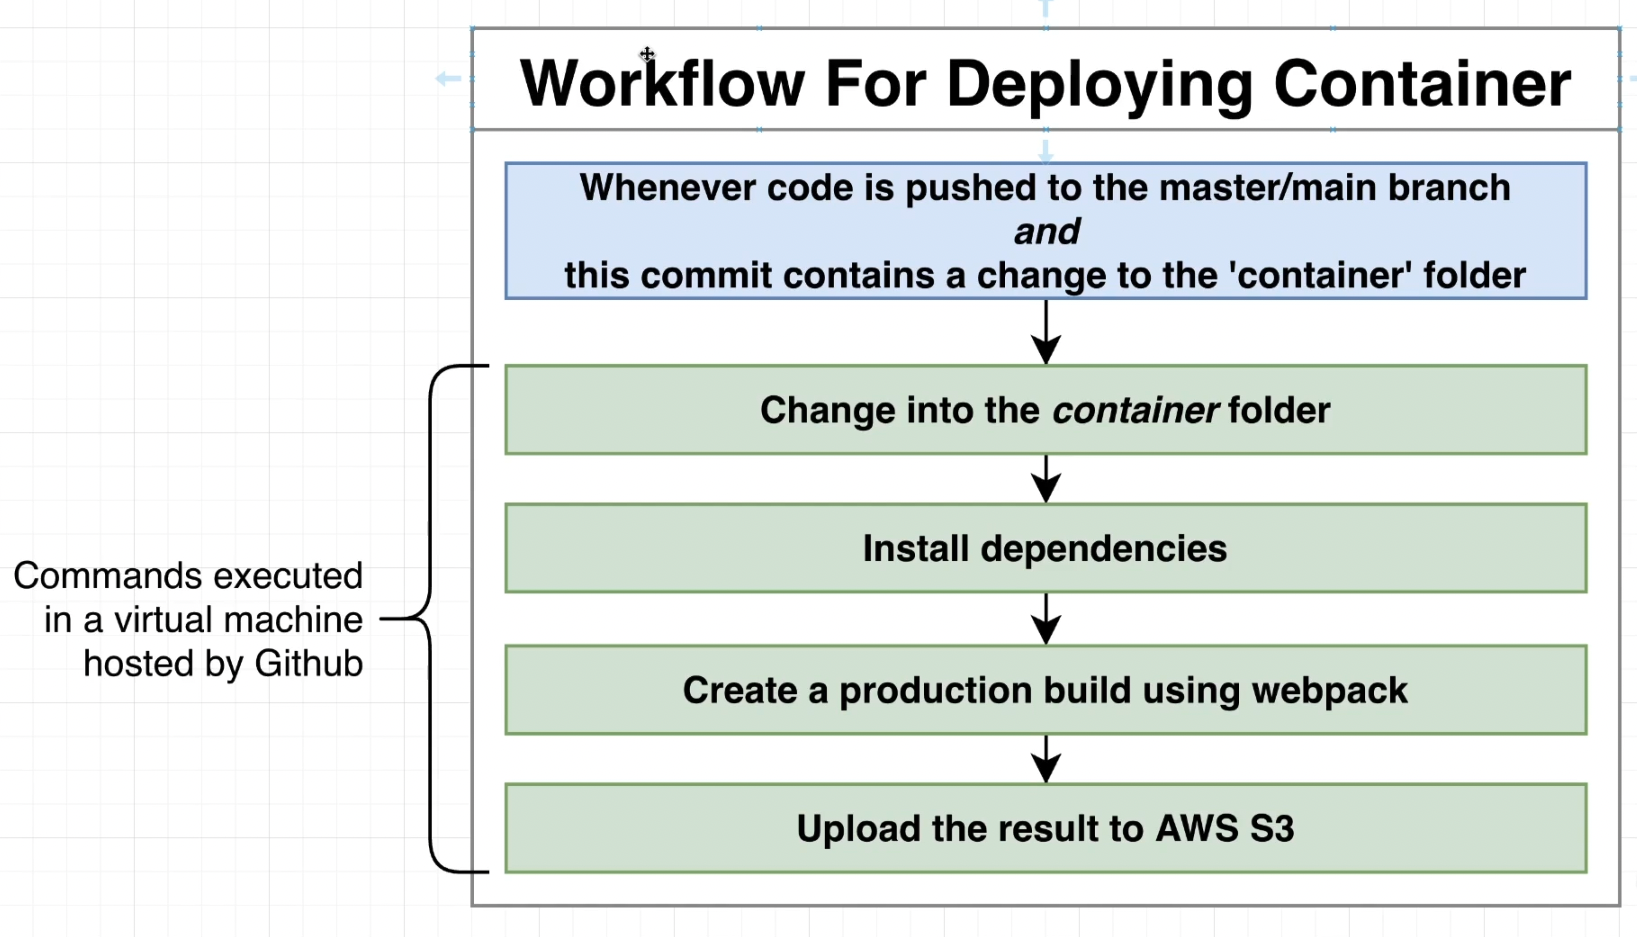 Workflow For Deploying Container
Whenever code is pushed to the master/main branch
and
this commit contains a change to the 'container' folder
Change into the container folder
Install dependencies
Commands executed
in a virtual machine
hosted by Github
Create a production build using webpack
Upload the result to AWS S3